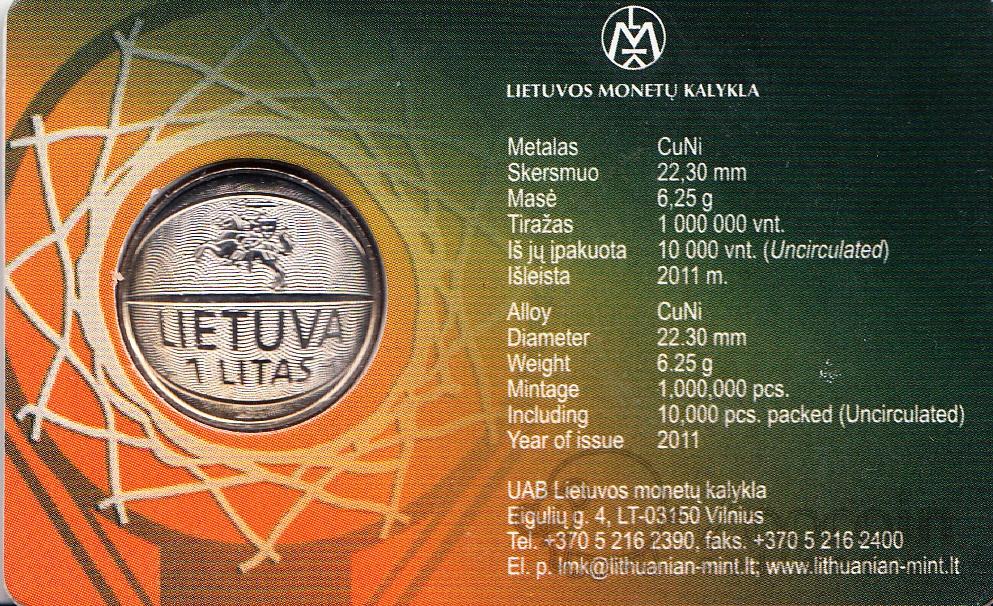 LMK
LIETUVOS MONETŲ KALYKLA
Metalas CuNi
Skersmuo 22,30 mm
Masė 6,25 g
Tiražas 1 000 000 vnt.
Iš jų įpakuota 10 000 vnt. (Uncirculated)
Išleista 2011 m.
Alloy CuNi
Diameter 22.30 mm
Weight 6.25 g
Mintage 1,000,000 pcs.
Including 10,000 pcs. packed (Uncirculated)
Year of issue 2011
UAB Lietuvos monetų kalykla
Eigulių g. 4, LT-03150 Vilnius
Tel. +370 5 216 2390, faks. +370 5 216 2400
El. p. lmk@lithuanian-mint.lt; www.lithuanian-mint.lt
LIETUVA
1 LITAS